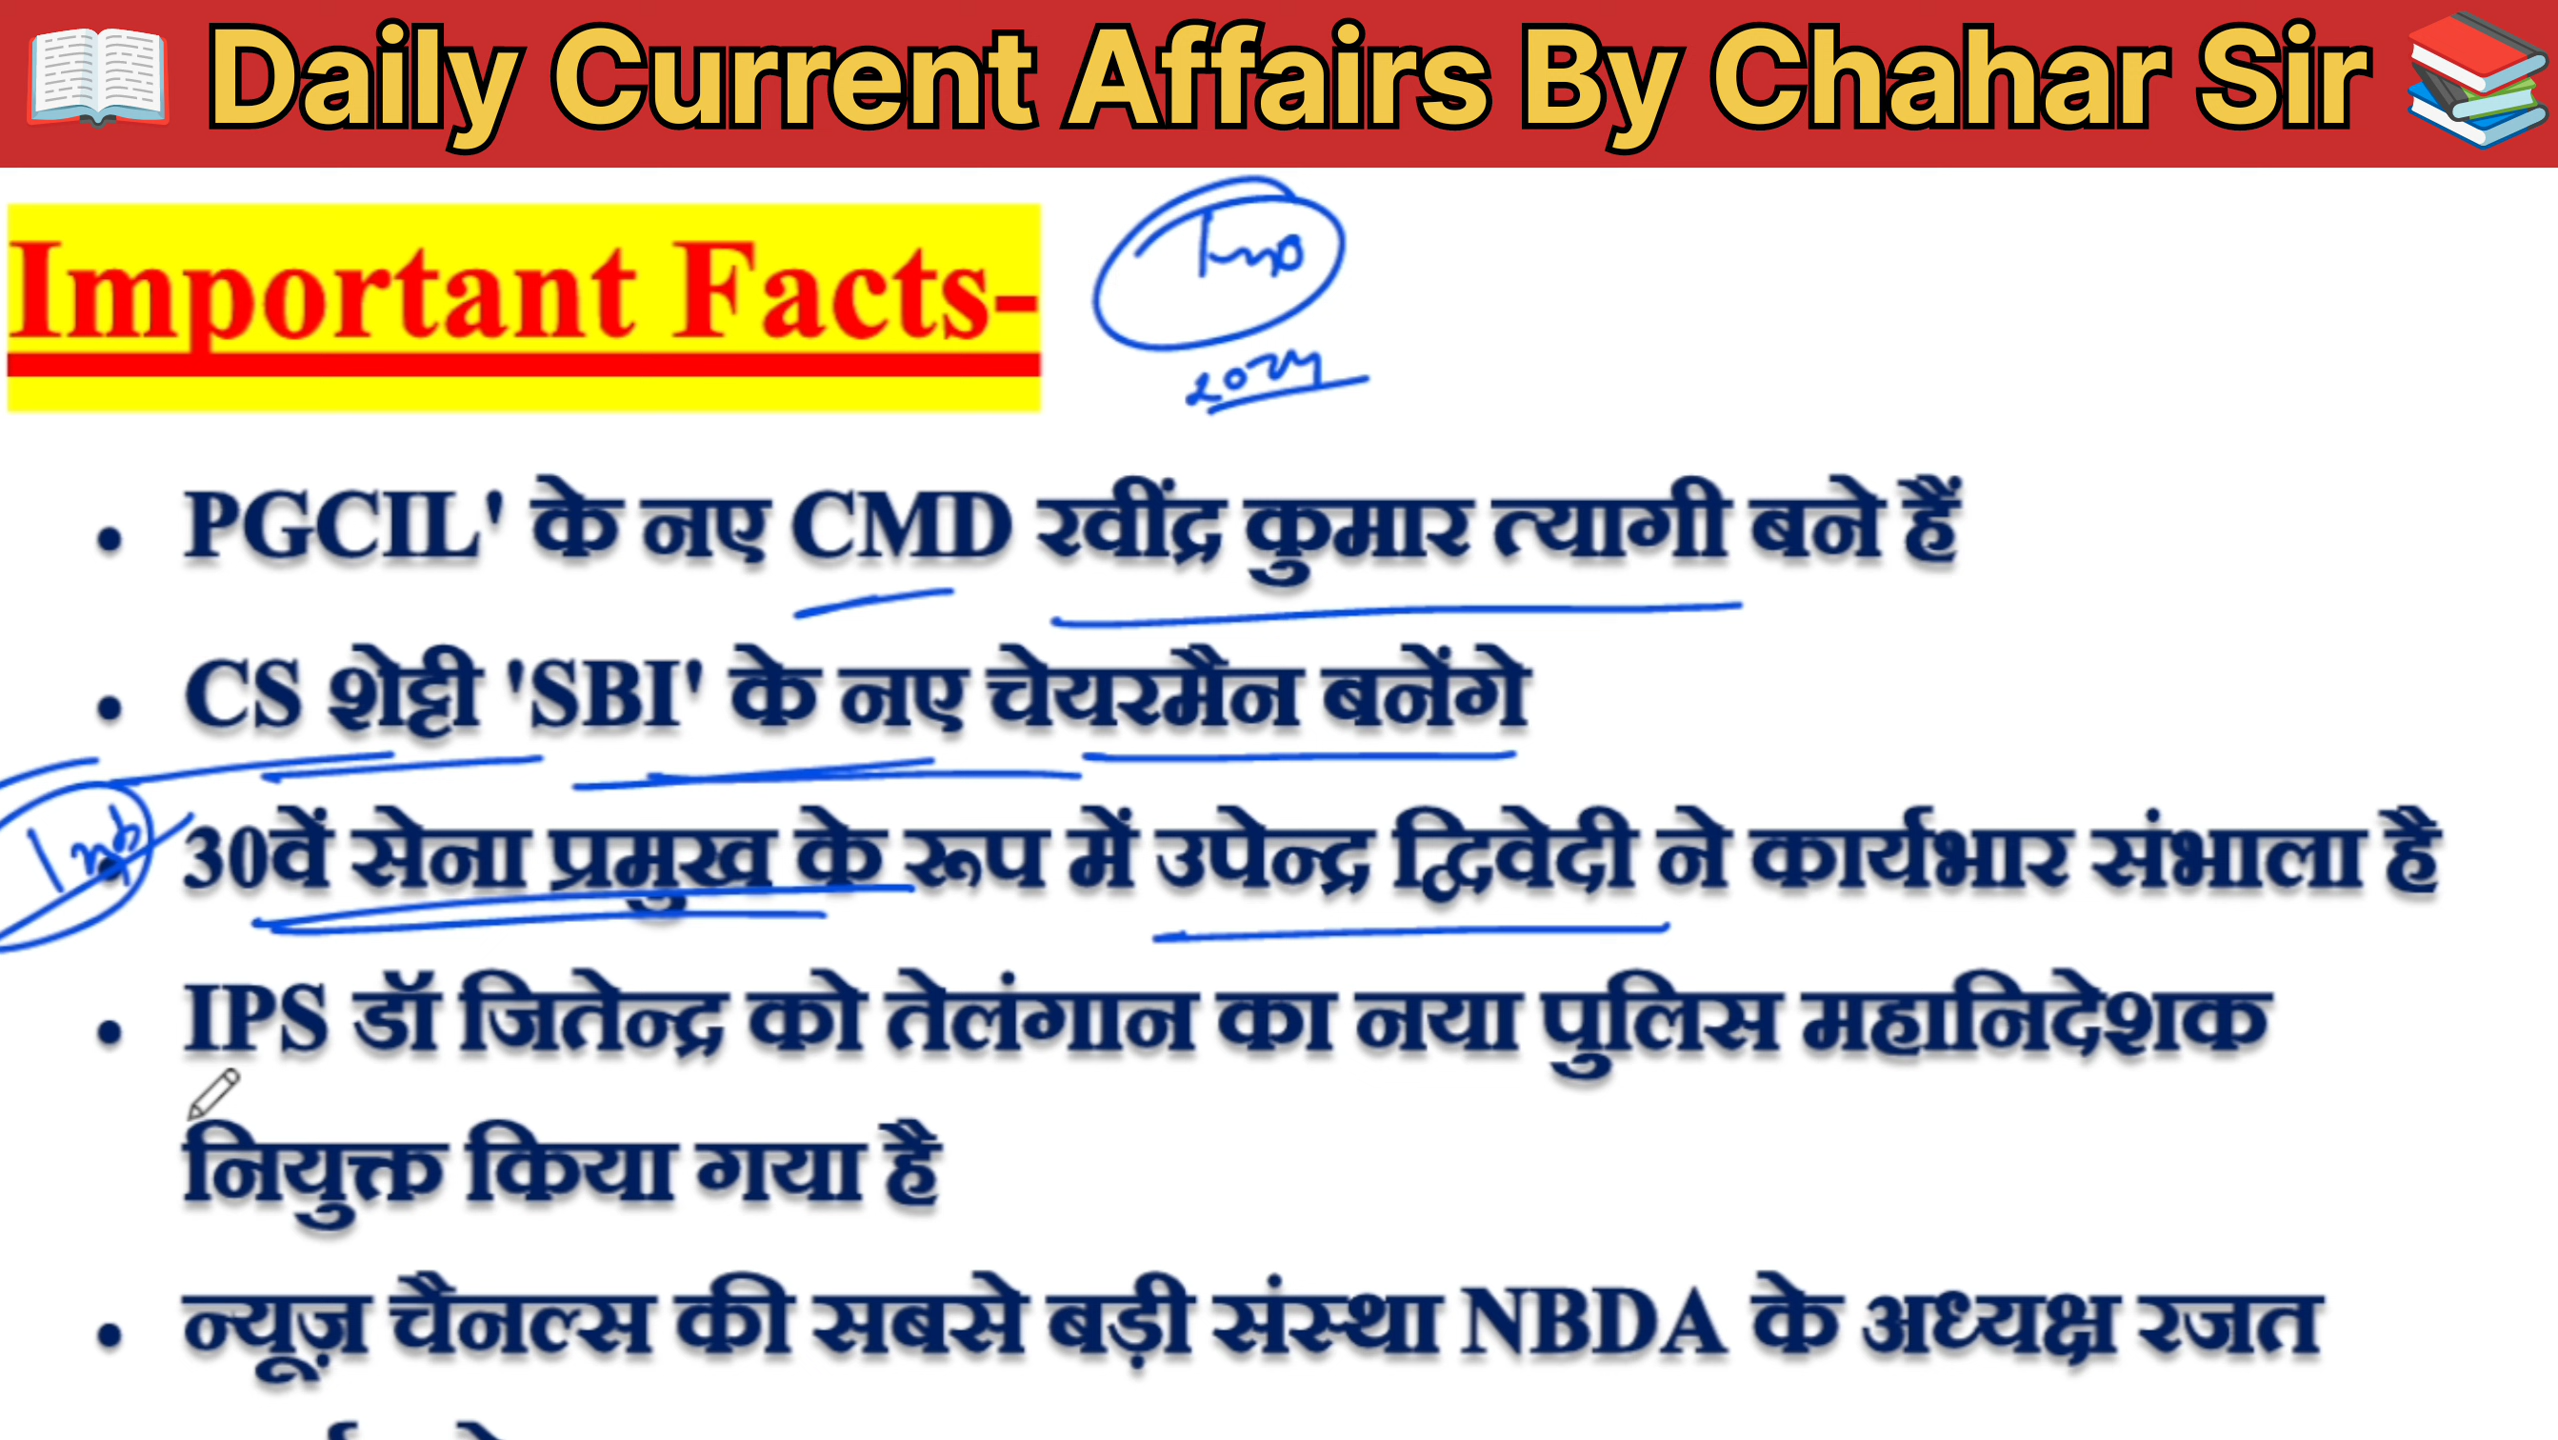 Daily Current Affairs By Chahar Sir
Important Facts-
Imp
2024
• PGCIL' के नए CMD रवींद्र कुमार त्यागी बने हैं
• CS शेट्टी 'SBI' के नए चेयरमैन बनेंगे
Imp
• 30वें सेना प्रमुख के रूप में उपेन्द्र द्विवेदी ने कार्यभार संभाला है
• IPS डॉ जितेन्द्र को तेलंगान का नया पुलिस महानिदेशक
नियुक्त किया गया है
• न्यूज़ चैनल्स की सबसे बड़ी संस्था NBDA के अध्यक्ष रजत